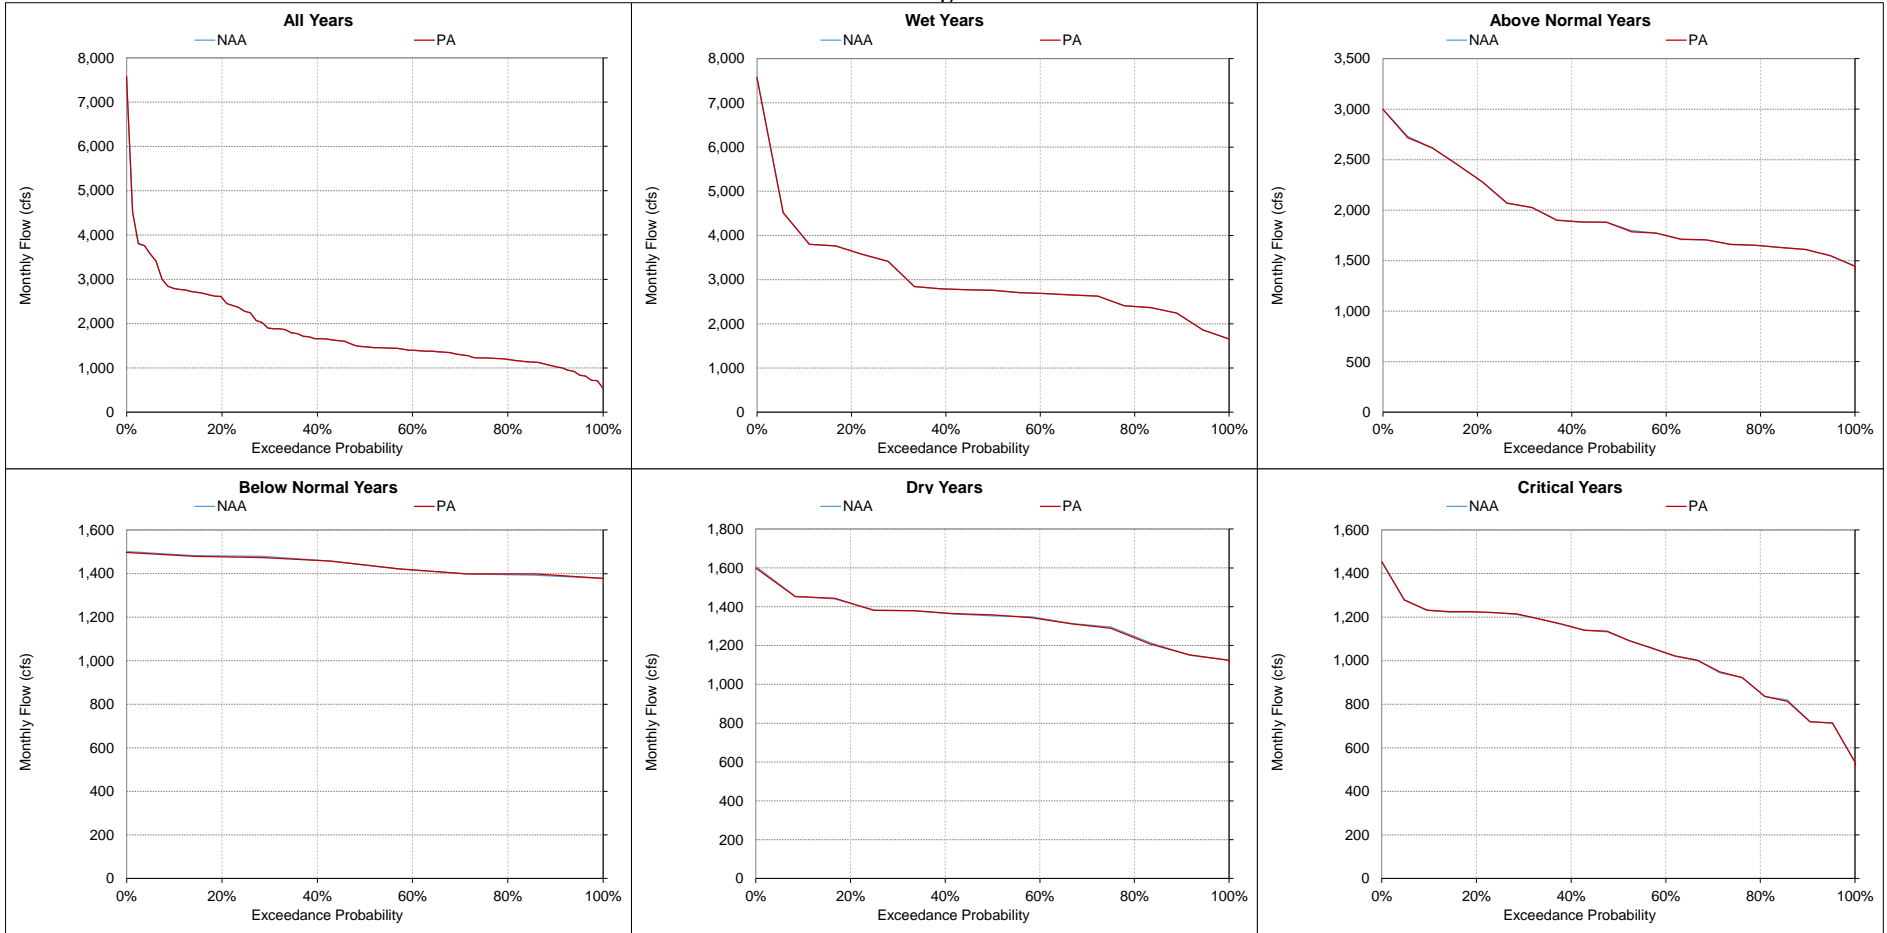 All Years
NAA PA
8,000
7,000
6,000
5,000
4,000
3,000
2,000
1,000
0
Monthly Flow (cfs)
0% 20% 40% 60% 80% 100%
Exceedance Probability
Wet Years
NAA PA
8,000
7,000
6,000
5,000
4,000
3,000
2,000
1,000
0
Monthly Flow (cfs)
0% 20% 40% 60% 80% 100%
Exceedance Probability
Above Normal Years
NAA PA
3,500
3,000
2,500
2,000
1,500
1,000
500
0
Monthly Flow (cfs)
0% 20% 40% 60% 80% 100%
Exceedance Probability
Below Normal Years
NAA PA
1,600
1,400
1,200
1,000
800
600
400
200
0
Monthly Flow (cfs)
0% 20% 40% 60% 80% 100%
Exceedance Probability
Dry Years
NAA PA
1,800
1,600
1,400
1,200
1,000
800
600
400
200
0
Monthly Flow (cfs)
0% 20% 40% 60% 80% 100%
Exceedance Probability
Critical Years
NAA PA
1,600
1,400
1,200
1,000
800
600
400
200
0
Monthly Flow (cfs)
0% 20% 40% 60% 80% 100%
Exceedance Probability